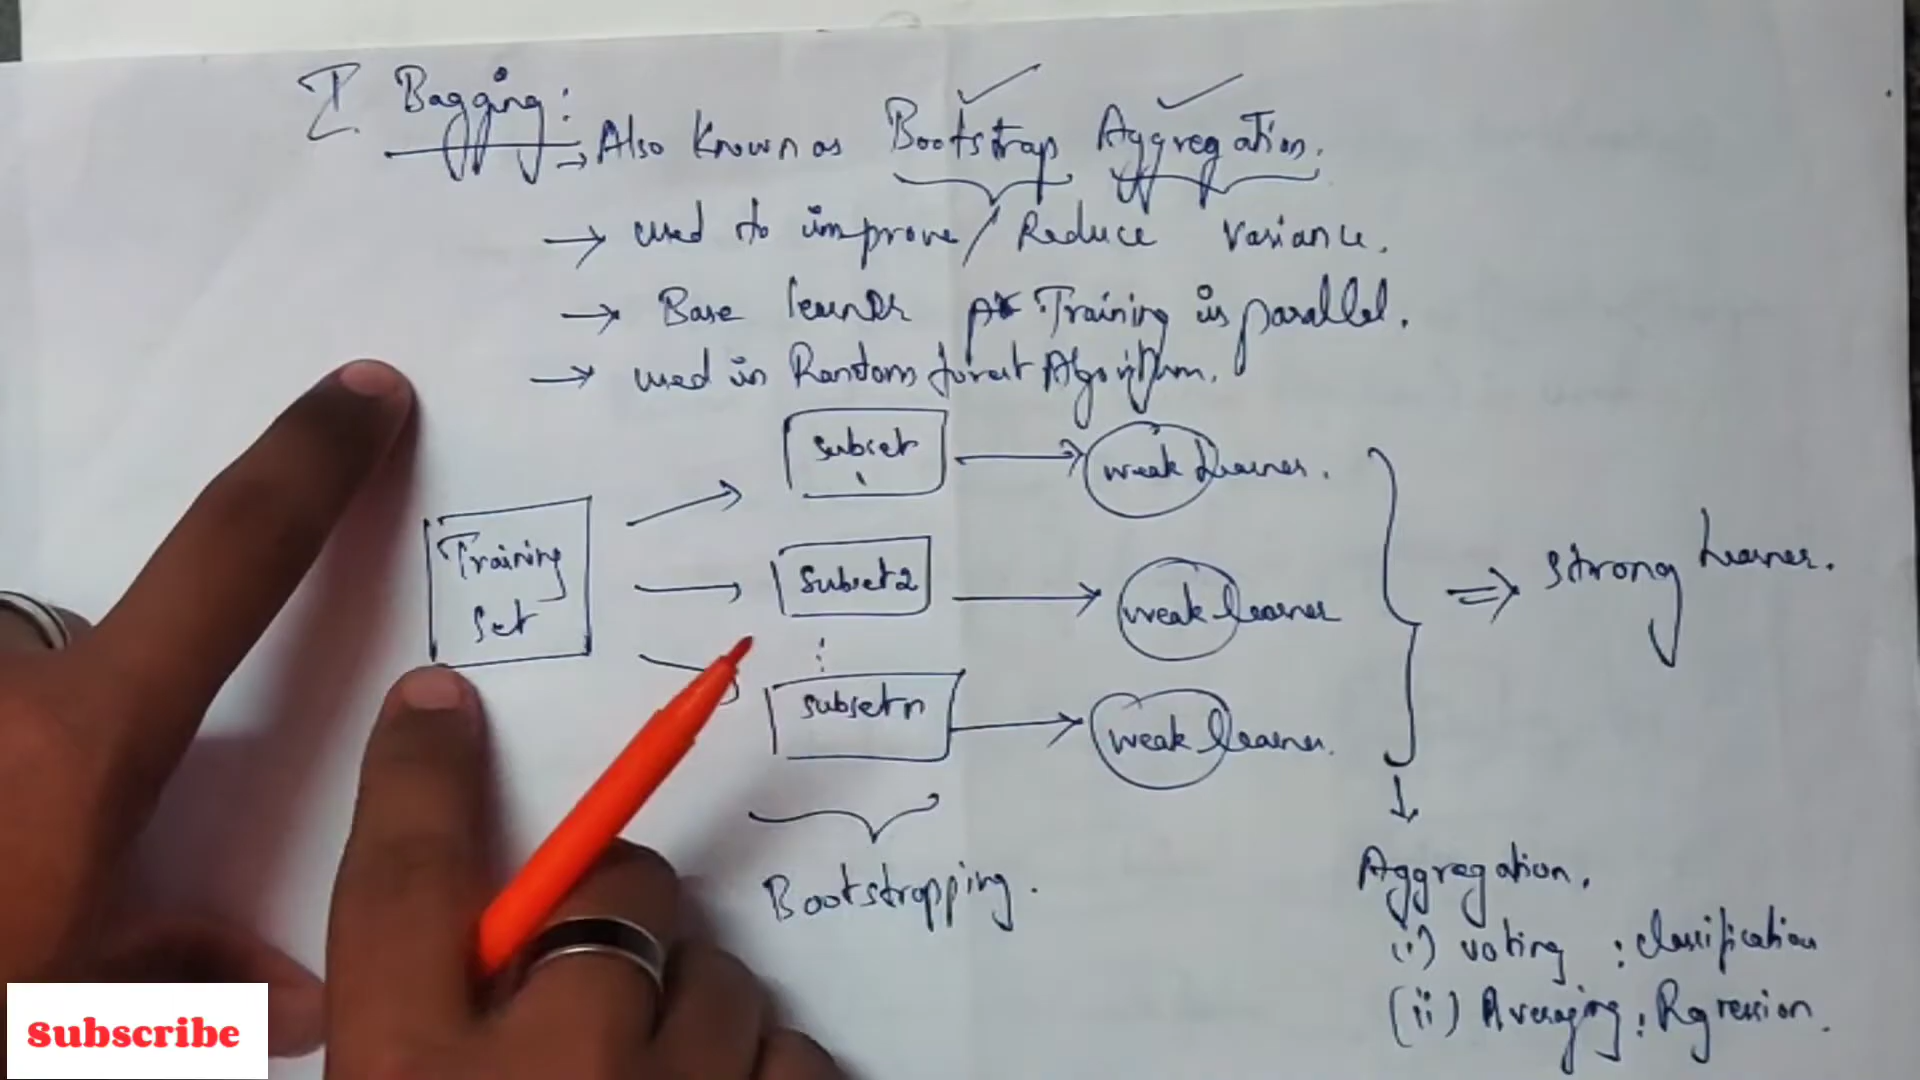 I Bagging:
→ Also Known as Bootstrap Aggregation.
→ used to improve/Reduce Variance.
→ Base learner Training is parallel.
→ used in Random forest Algorithm.
Training
Set
Subset
1
Subset 2
Subset n
weak learner.
weak learner
weak learner.
⇒ Strong Learner.
Bootstrapping.
Aggregation.
(i) Voting : classification
(ii) Averaging : Rgression.
Subscribe